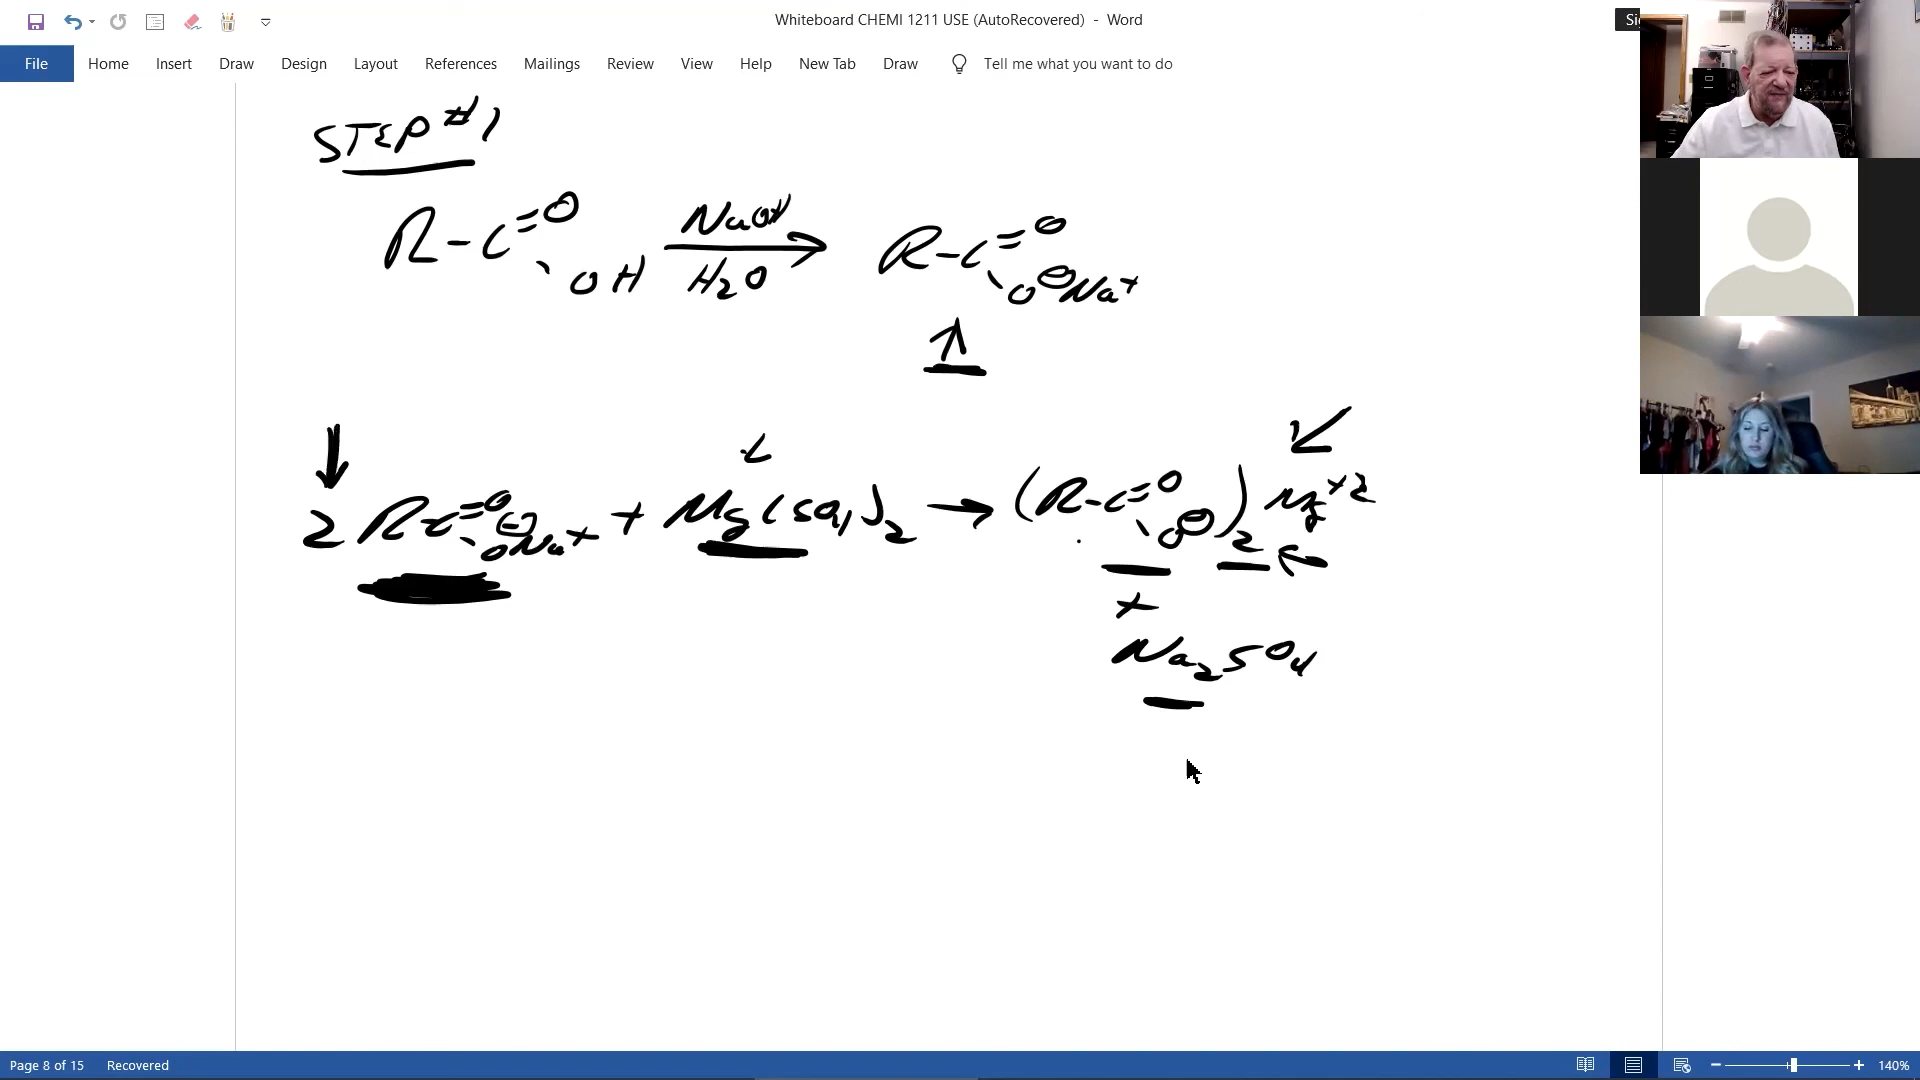 Whiteboard CHEMI 1211 USE (AutoRecovered) - Word
File Home Insert Draw Design Layout References Mailings Review View Help New Tab Draw Tell me what you want to do
STEP #1
R-C=O OH NaOH H2O → R-C=O O⊖Na+
2 R-C=O O(-)Na+ + Mg(SO4)2 → (R-C=O O⊖)2 Mg+2
+
Na2SO4
Page 8 of 15 Recovered 140%